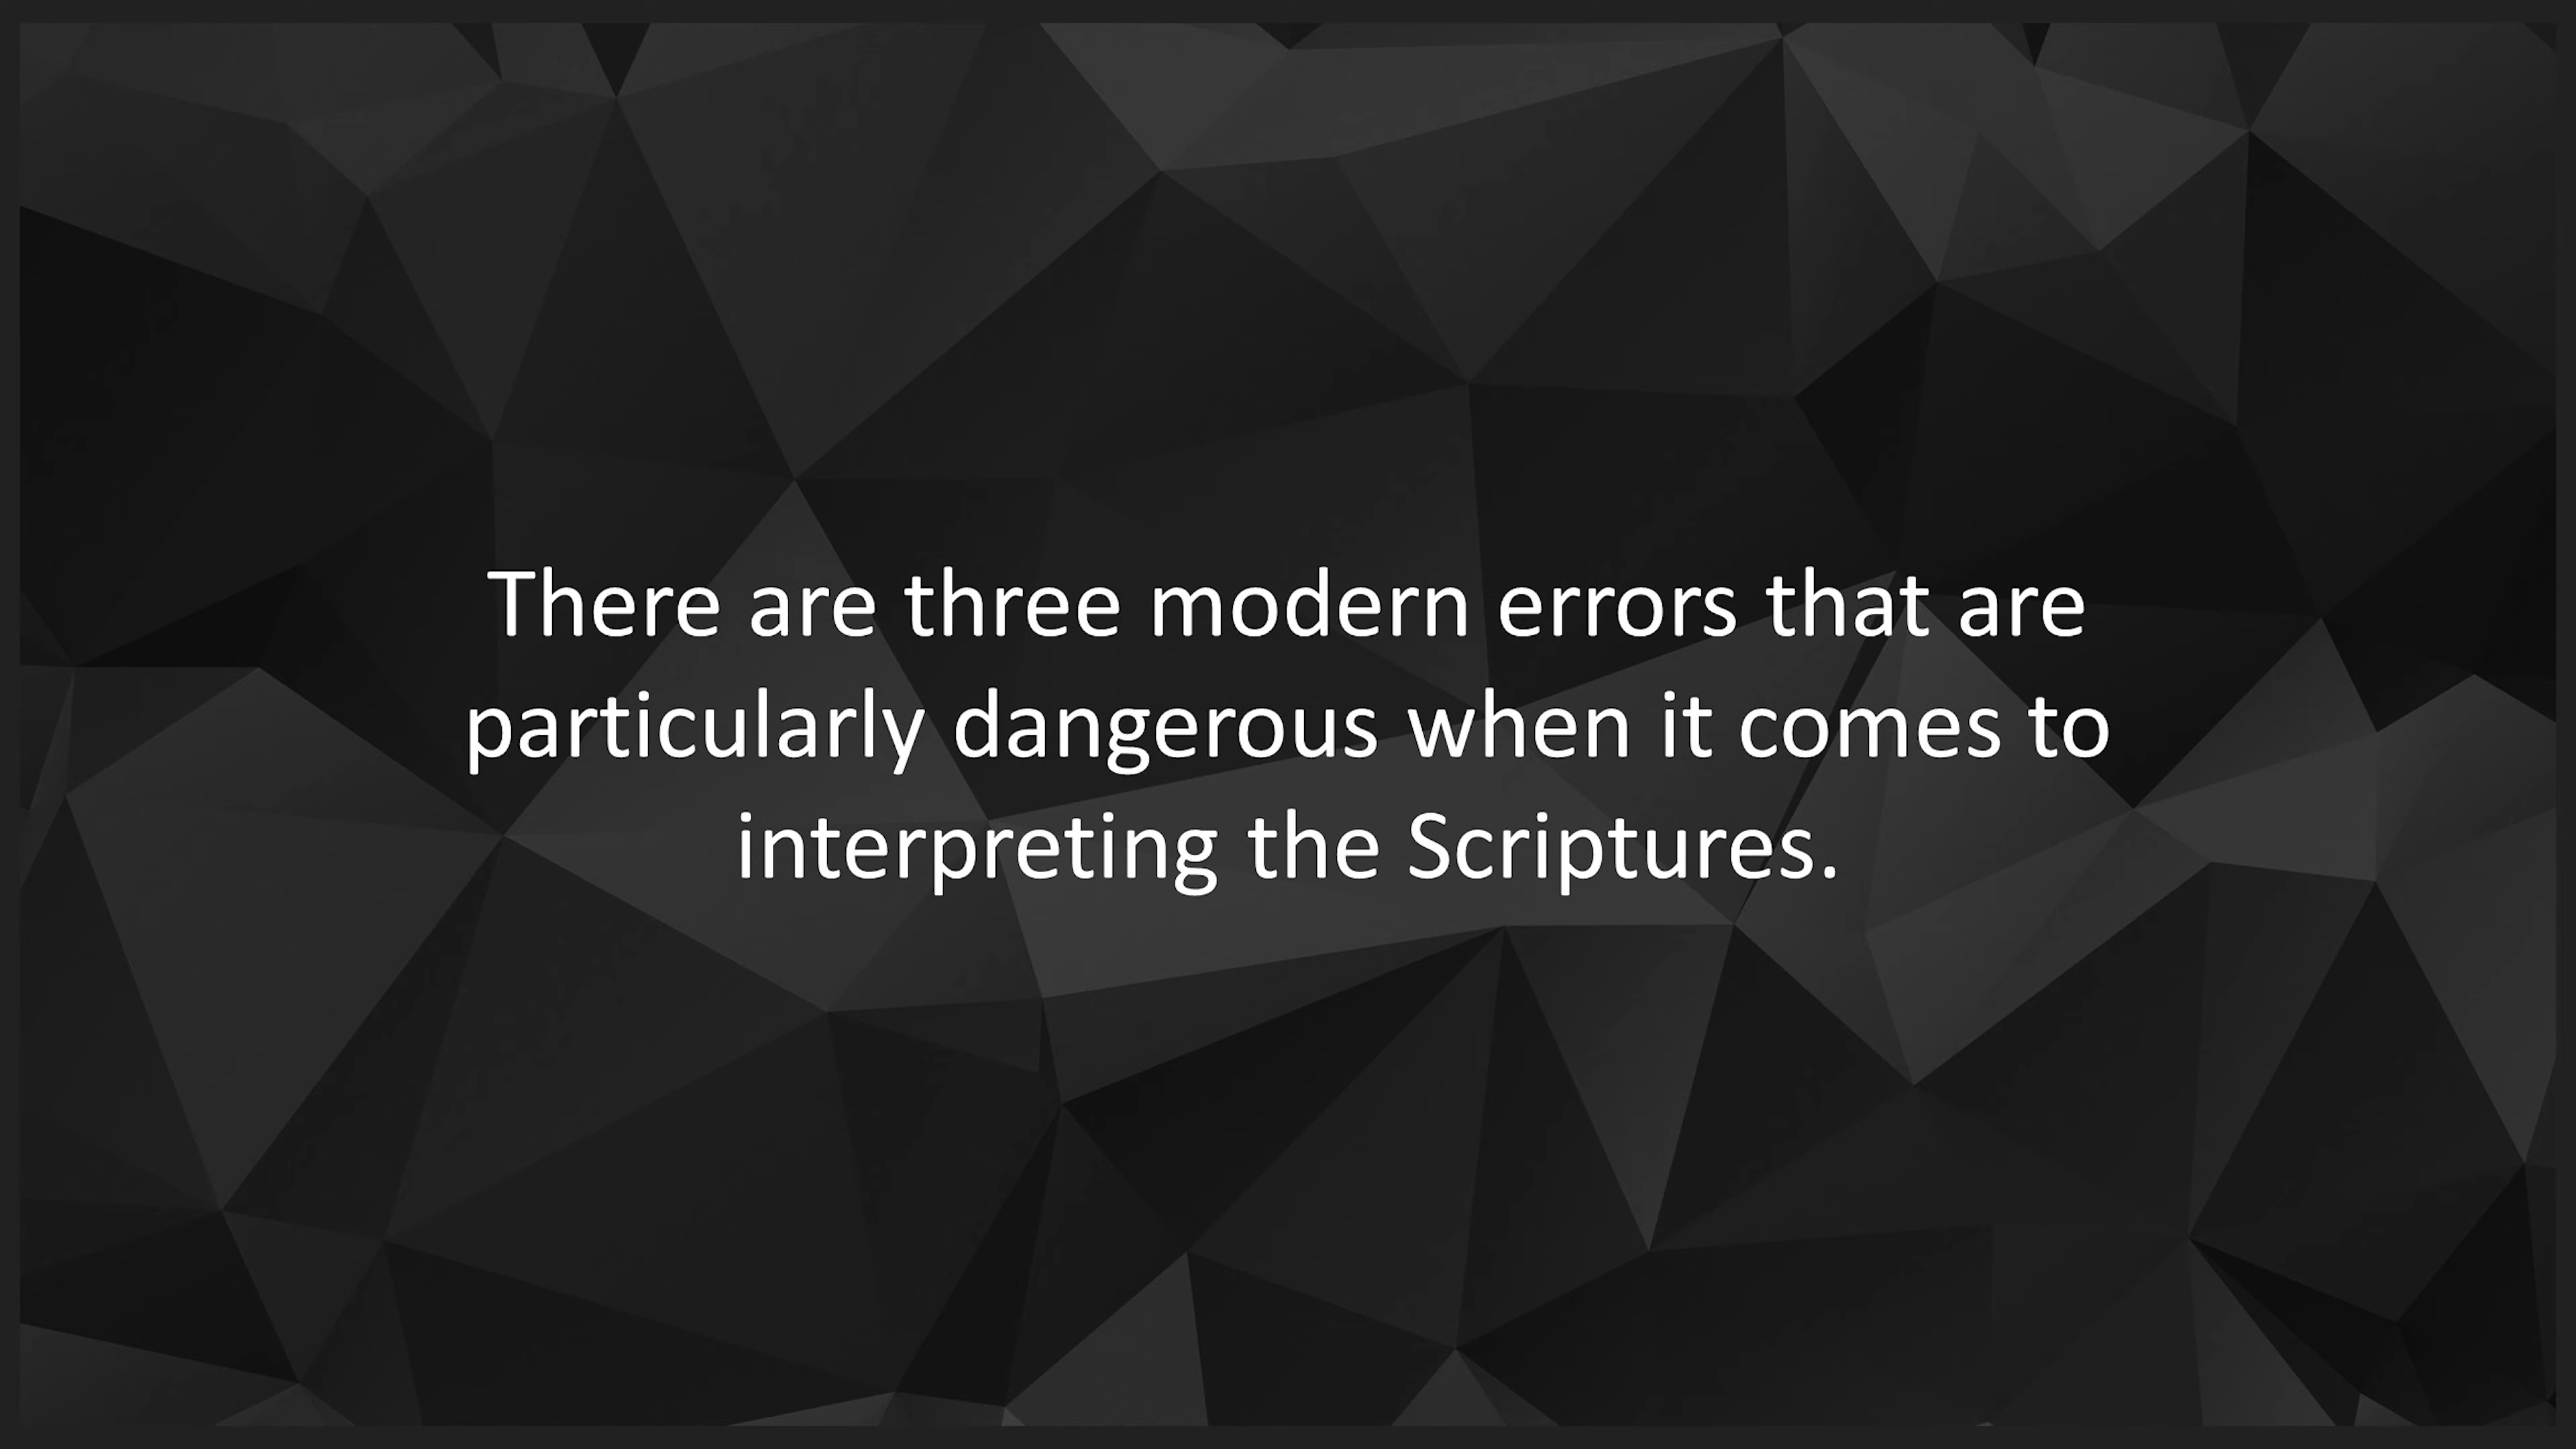 There are three modern errors that are
particularly dangerous when it comes to
interpreting the Scriptures.